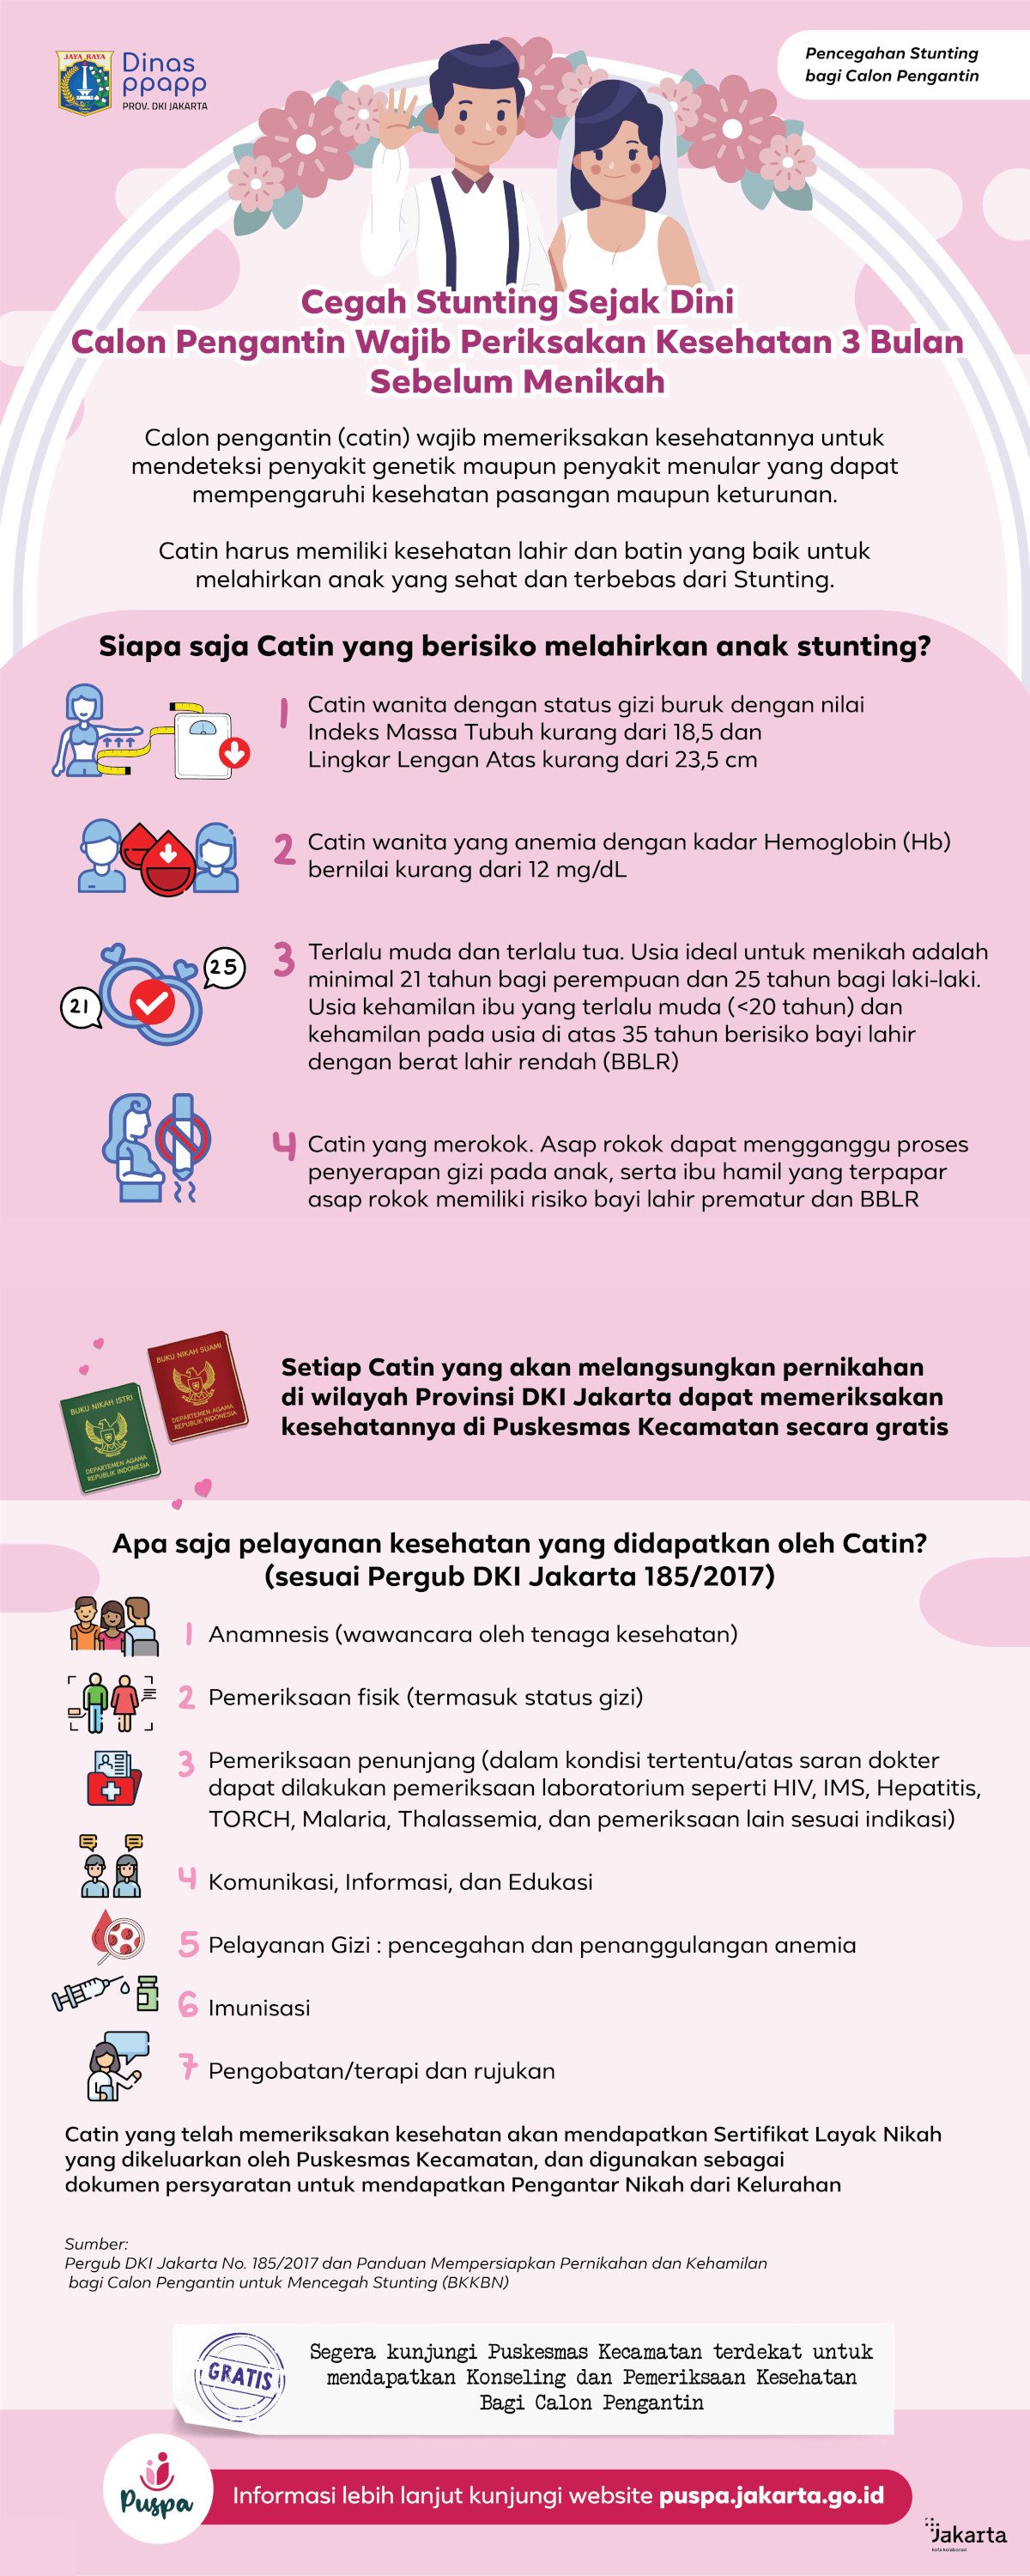 JAYA RAYA
Dinas
ppapp
PROV. DKI JAKARTA
Pencegahan Stunting
bagi Calon Pengantin
Cegah Stunting Sejak Dini
Calon Pengantin Wajib Periksakan Kesehatan 3 Bulan
Sebelum Menikah
Calon pengantin (catin) wajib memeriksakan kesehatannya untuk
mendeteksi penyakit genetik maupun penyakit menular yang dapat
mempengaruhi kesehatan pasangan maupun keturunan.
Catin harus memiliki kesehatan lahir dan batin yang baik untuk
melahirkan anak yang sehat dan terbebas dari Stunting.
Siapa saja Catin yang berisiko melahirkan anak stunting?
1 Catin wanita dengan status gizi buruk dengan nilai
Indeks Massa Tubuh kurang dari 18,5 dan
Lingkar Lengan Atas kurang dari 23,5 cm
2 Catin wanita yang anemia dengan kadar Hemoglobin (Hb)
bernilai kurang dari 12 mg/dL
21
25
3 Terlalu muda dan terlalu tua. Usia ideal untuk menikah adalah
minimal 21 tahun bagi perempuan dan 25 tahun bagi laki-laki.
Usia kehamilan ibu yang terlalu muda (<20 tahun) dan
kehamilan pada usia di atas 35 tahun berisiko bayi lahir
dengan berat lahir rendah (BBLR)
4 Catin yang merokok. Asap rokok dapat mengganggu proses
penyerapan gizi pada anak, serta ibu hamil yang terpapar
asap rokok memiliki risiko bayi lahir prematur dan BBLR
BUKU NIKAH SUAMI
DEPARTEMEN AGAMA
REPUBLIK INDONESIA
BUKU NIKAH ISTRI
DEPARTEMEN AGAMA
REPUBLIK INDONESIA
Setiap Catin yang akan melangsungkan pernikahan
di wilayah Provinsi DKI Jakarta dapat memeriksakan
kesehatannya di Puskesmas Kecamatan secara gratis
Apa saja pelayanan kesehatan yang didapatkan oleh Catin?
(sesuai Pergub DKI Jakarta 185/2017)
1 Anamnesis (wawancara oleh tenaga kesehatan)
2 Pemeriksaan fisik (termasuk status gizi)
3 Pemeriksaan penunjang (dalam kondisi tertentu/atas saran dokter
dapat dilakukan pemeriksaan laboratorium seperti HIV, IMS, Hepatitis,
TORCH, Malaria, Thalassemia, dan pemeriksaan lain sesuai indikasi)
4 Komunikasi, Informasi, dan Edukasi
5 Pelayanan Gizi : pencegahan dan penanggulangan anemia
6 Imunisasi
7 Pengobatan/terapi dan rujukan
Catin yang telah memeriksakan kesehatan akan mendapatkan Sertifikat Layak Nikah
yang dikeluarkan oleh Puskesmas Kecamatan, dan digunakan sebagai
dokumen persyaratan untuk mendapatkan Pengantar Nikah dari Kelurahan
Sumber:
Pergub DKI Jakarta No. 185/2017 dan Panduan Mempersiapkan Pernikahan dan Kehamilan
bagi Calon Pengantin untuk Mencegah Stunting (BKKBN)
GRATIS
Segera kunjungi Puskesmas Kecamatan terdekat untuk
mendapatkan Konseling dan Pemeriksaan Kesehatan
Bagi Calon Pengantin
Puspa
Informasi lebih lanjut kunjungi website puspa.jakarta.go.id
Jakarta
kota kolaborasi